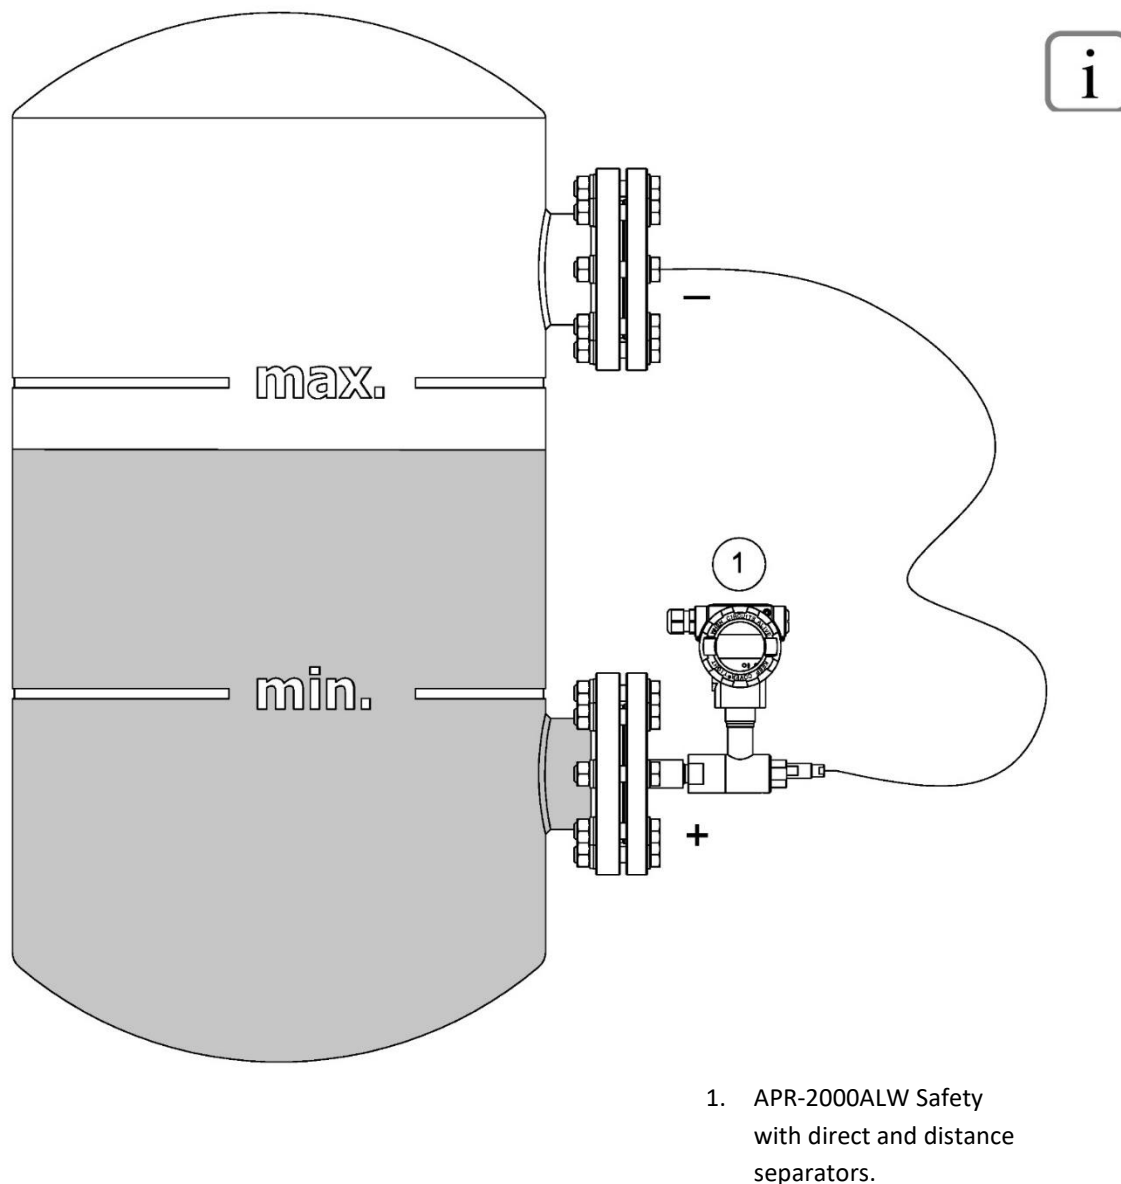 i
max.
−
1
min.
+
1. APR-2000ALW Safety
with direct and distance
separators.